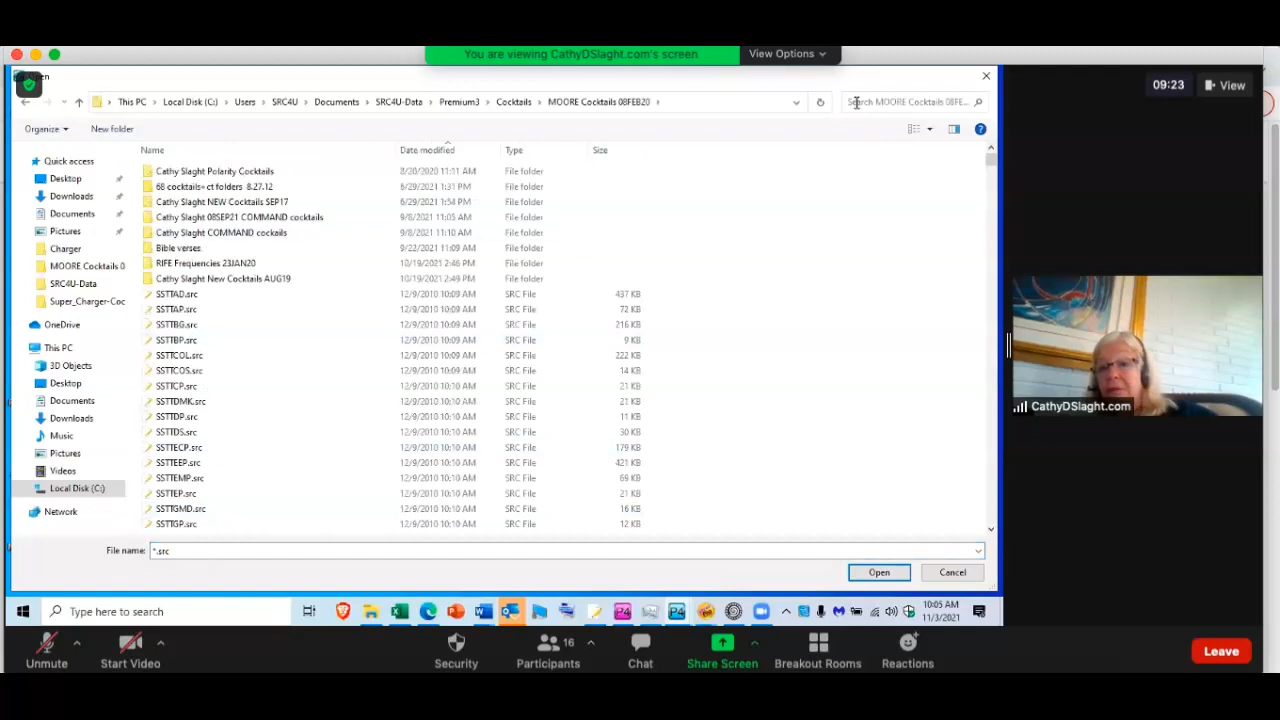 You are viewing CathyDSlaght.com's screen
View Options
Open
This PC
Local Disk (C:)
Users
SRC4U
Documents
SRC4U-Data
Premium3
Cocktails
MOORE Cocktails 08FEB20
Search MOORE Cocktails 08FE...
09:23
View
Organize
New folder
Name
Date modified
Type
Size
Quick access
Desktop
Downloads
Documents
Pictures
Charger
MOORE Cocktails 0
SRC4U-Data
Super_Charger-Coc
OneDrive
This PC
3D Objects
Desktop
Documents
Downloads
Music
Pictures
Videos
Local Disk (C:)
Network
Cathy Slaght Polarity Cocktails 8/20/2020 11:11 AM File folder
68 cocktails+ ct folders 8.27.12 6/29/2021 1:31 PM File folder
Cathy Slaght NEW Cocktails SEP17 6/29/2021 1:54 PM File folder
Cathy Slaght 08SEP21 COMMAND cocktails 9/8/2021 11:05 AM File folder
Cathy Slaght COMMAND cockails 9/8/2021 11:10 AM File folder
Bible verses 9/22/2021 11:09 AM File folder
RIFE Frequencies 23JAN20 10/19/2021 2:46 PM File folder
Cathy Slaght New Cocktails AUG19 10/19/2021 2:49 PM File folder
SSTTAD.src 12/9/2010 10:09 AM SRC File 437 KB
SSTTAP.src 12/9/2010 10:09 AM SRC File 72 KB
SSTTBG.src 12/9/2010 10:09 AM SRC File 216 KB
SSTTBP.src 12/9/2010 10:09 AM SRC File 9 KB
SSTTCOL.src 12/9/2010 10:09 AM SRC File 222 KB
SSTTCOS.src 12/9/2010 10:09 AM SRC File 14 KB
SSTTCP.src 12/9/2010 10:10 AM SRC File 21 KB
SSTTDMK.src 12/9/2010 10:10 AM SRC File 21 KB
SSTTDP.src 12/9/2010 10:10 AM SRC File 11 KB
SSTTDS.src 12/9/2010 10:10 AM SRC File 30 KB
SSTTECP.src 12/9/2010 10:10 AM SRC File 179 KB
SSTTEEP.src 12/9/2010 10:10 AM SRC File 421 KB
SSTTEMP.src 12/9/2010 10:10 AM SRC File 69 KB
SSTTEP.src 12/9/2010 10:10 AM SRC File 21 KB
SSTTGMD.src 12/9/2010 10:10 AM SRC File 16 KB
SSTTGP.src 12/9/2010 10:10 AM SRC File 12 KB
CathyDSlaght.com
File name: *.src
Open
Cancel
Type here to search
10:05 AM
11/3/2021
Unmute
Start Video
Security
16
Participants
Chat
Share Screen
Breakout Rooms
Reactions
Leave